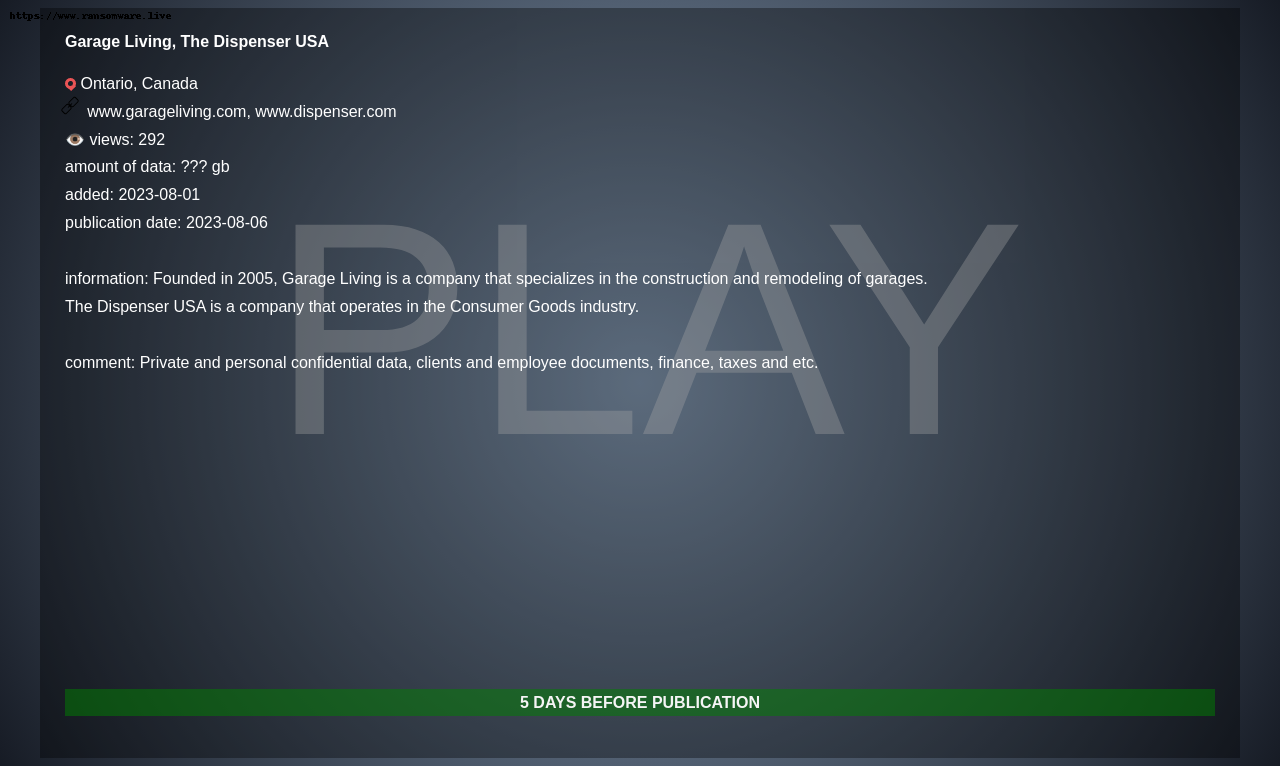 https://www.ransomware.live
Garage Living, The Dispenser USA
Ontario, Canada
www.garageliving.com, www.dispenser.com
views: 292
amount of data: ??? gb
added: 2023-08-01
publication date: 2023-08-06
information: Founded in 2005, Garage Living is a company that specializes in the construction and remodeling of garages.
The Dispenser USA is a company that operates in the Consumer Goods industry.
comment: Private and personal confidential data, clients and employee documents, finance, taxes and etc.
PLAY
5 DAYS BEFORE PUBLICATION